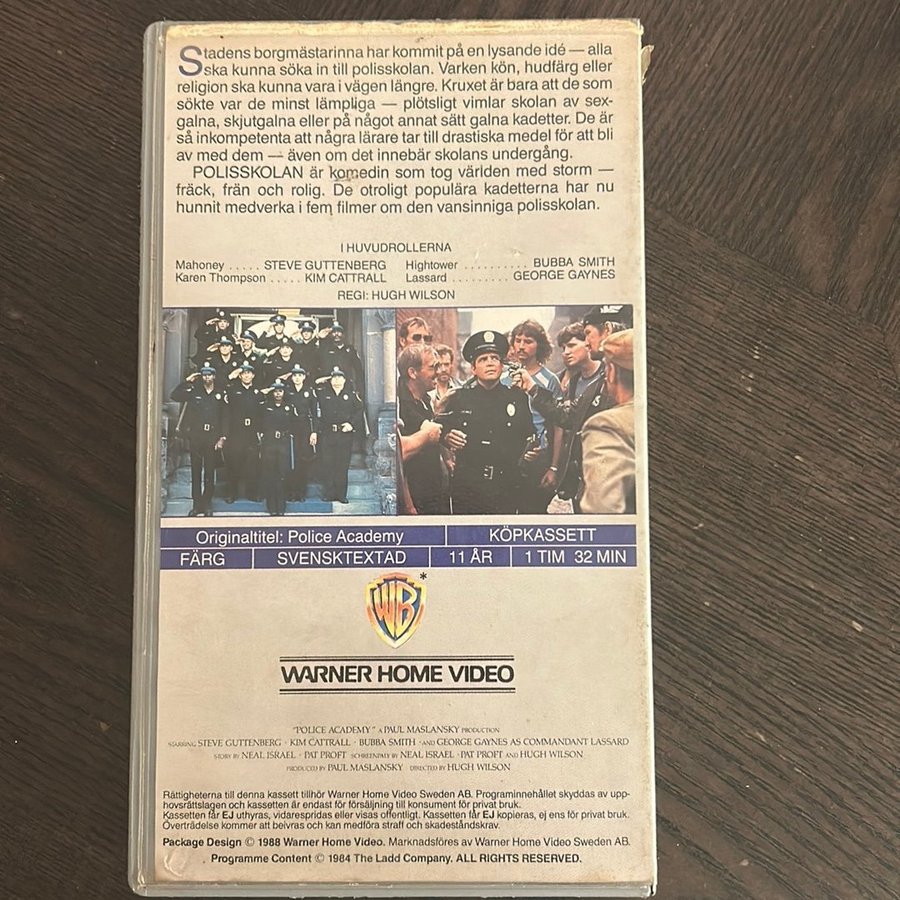 Stadens borgmästarinna har kommit på en lysande idé — alla
ska kunna söka in till polisskolan. Varken kön, hudfärg eller
religion ska kunna vara i vägen längre. Kruxet är bara att de som
sökte var de minst lämpliga — plötsligt vimlar skolan av sex-
galna, skjutgalna eller på något annat sätt galna kadetter. De är
så inkompetenta att några lärare tar till drastiska medel för att bli
av med dem — även om det innebär skolans undergång.
POLISSKOLAN är komedin som tog världen med storm —
fräck, frän och rolig. De otroligt populära kadetterna har nu
hunnit medverka i fem filmer om den vansinniga polisskolan.
I HUVUDROLLERNA
Mahoney ..... STEVE GUTTENBERG Hightower .......... BUBBA SMITH
Karen Thompson ..... KIM CATTRALL Lassard ......... GEORGE GAYNES
REGI: HUGH WILSON
Originaltitel: Police Academy KÖPKASSETT
FÄRG SVENSKTEXTAD 11 ÅR 1 TIM 32 MIN
WB*
WARNER HOME VIDEO
"POLICE ACADEMY" A PAUL MASLANSKY PRODUCTION
STARRING STEVE GUTTENBERG · KIM CATTRALL · BUBBA SMITH · AND GEORGE GAYNES AS COMMANDANT LASSARD
STORY BY NEAL ISRAEL · PAT PROFT SCHREENPALY BY NEAL ISRAEL · PAT PROFT AND HUGH WILSON
PRODUCED BY PAUL MASLANSKY · DIRECTED BY HUGH WILSON
Rättigheterna till denna kassett tillhör Warner Home Video Sweden AB. Programinnehållet skyddas av upp-
hovsrättslagen och kassetten är endast för försäljning till konsument för privat bruk.
Kassetten får EJ uthyras, vidarespridas eller visas offentligt. Kassetten får EJ kopieras, ej ens för privat bruk.
Överträdelse kommer att beivras och kan medföra straff och skadeståndskrav.
Package Design © 1988 Warner Home Video. Marknadsföres av Warner Home Video Sweden AB.
Programme Content © 1984 The Ladd Company. ALL RIGHTS RESERVED.